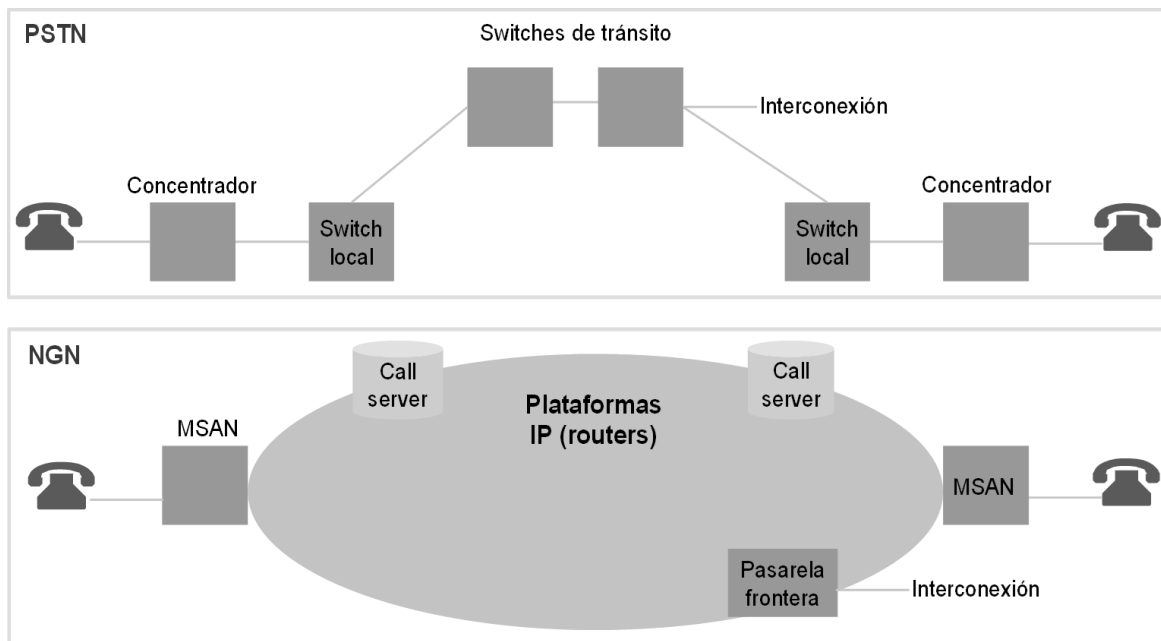 PSTN
Switches de tránsito
Interconexión
Concentrador
Concentrador
Switch
local
Switch
local
NGN
Call
server
Call
server
Plataformas
IP (routers)
MSAN
MSAN
Pasarela
frontera
Interconexión